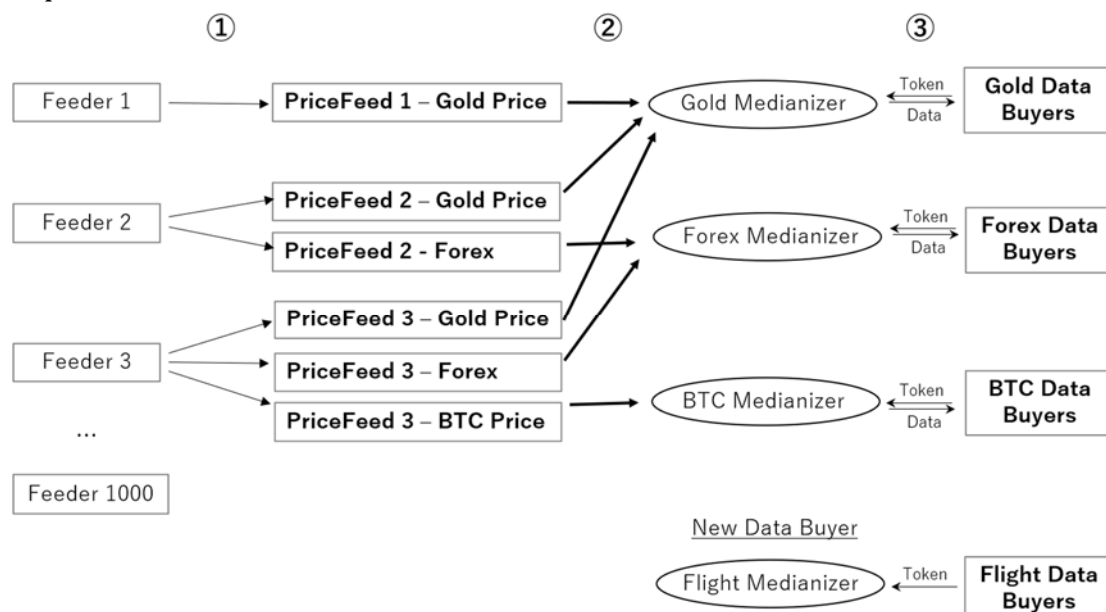 ① ② ③
Feeder 1
PriceFeed 1 – Gold Price
Gold Medianizer
Token
Data
Gold Data
Buyers
Feeder 2
PriceFeed 2 – Gold Price
PriceFeed 2 - Forex
Forex Medianizer
Token
Data
Forex Data
Buyers
Feeder 3
PriceFeed 3 – Gold Price
PriceFeed 3 – Forex
PriceFeed 3 – BTC Price
BTC Medianizer
Token
Data
BTC Data
Buyers
...
Feeder 1000
New Data Buyer
Flight Medianizer
Token
Flight Data
Buyers